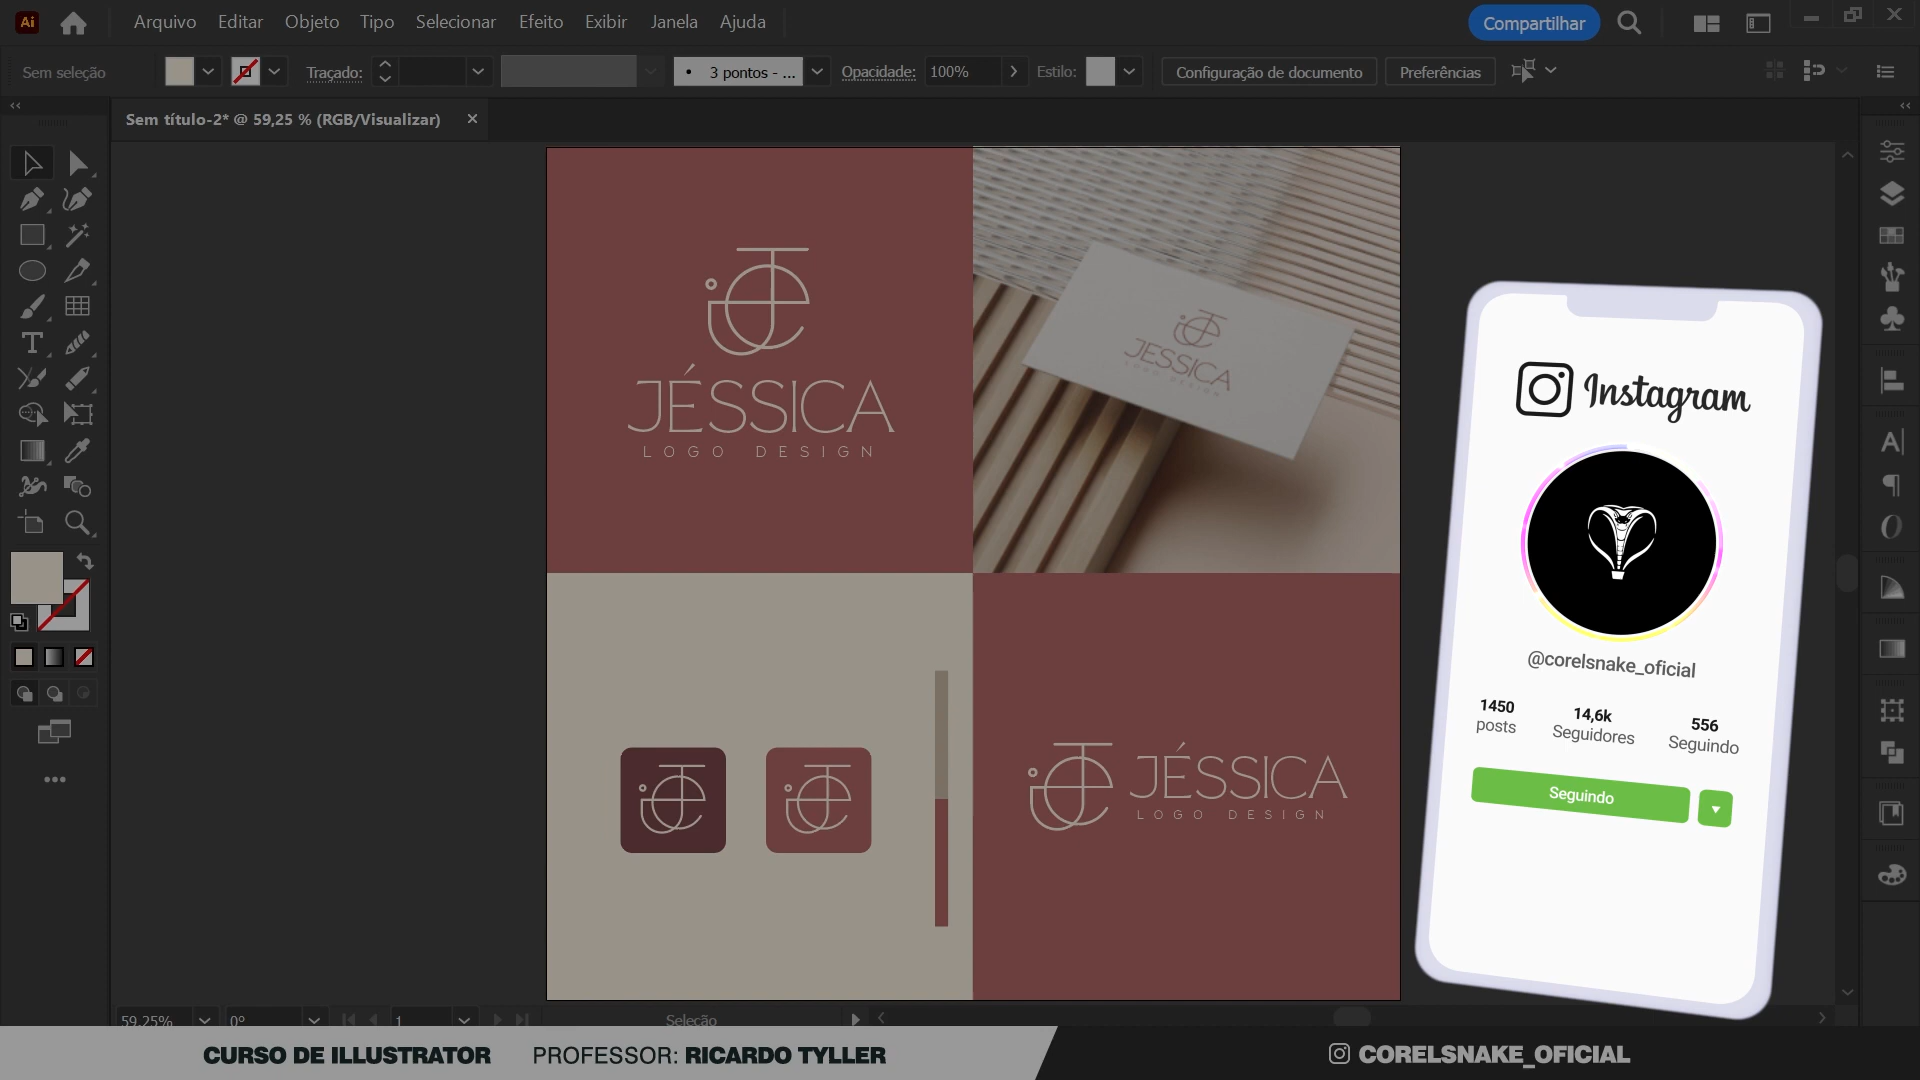 Ai
Arquivo Editar Objeto Tipo Selecionar Efeito Exibir Janela Ajuda
Compartilhar
Sem seleção
Traçado:
3 pontos - ...
Opacidade: 100%
Estilo:
Configuração de documento
Preferências
Sem título-2* @ 59,25 % (RGB/Visualizar)
JÉSSICA
LOGO DESIGN
JÉSSICA
LOGO DESIGN
Instagram
@corelsnake_oficial
1450 14,6k 556
posts Seguidores Seguindo
Seguindo
JÉSSICA
LOGO DESIGN
59,25% 0° 1 Seleção
CURSO DE ILLUSTRATOR PROFESSOR: RICARDO TYLLER
CORELSNAKE_OFICIAL